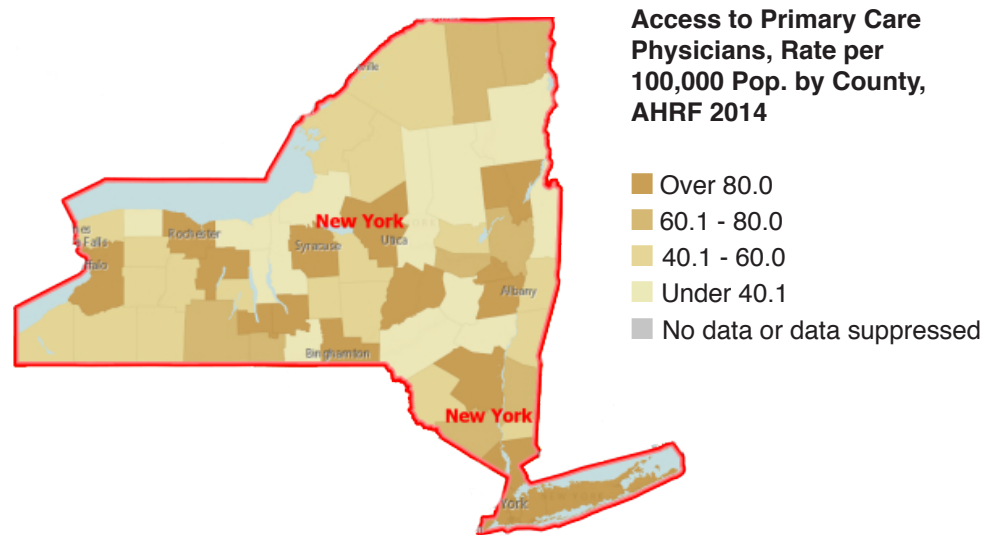 Access to Primary Care
Physicians, Rate per
100,000 Pop. by County,
AHRF 2014
Over 80.0
60.1 - 80.0
40.1 - 60.0
Under 40.1
No data or data suppressed
New York
Rochester
Falls
Syracuse
Utica
Albany
Binghamton
New York
York